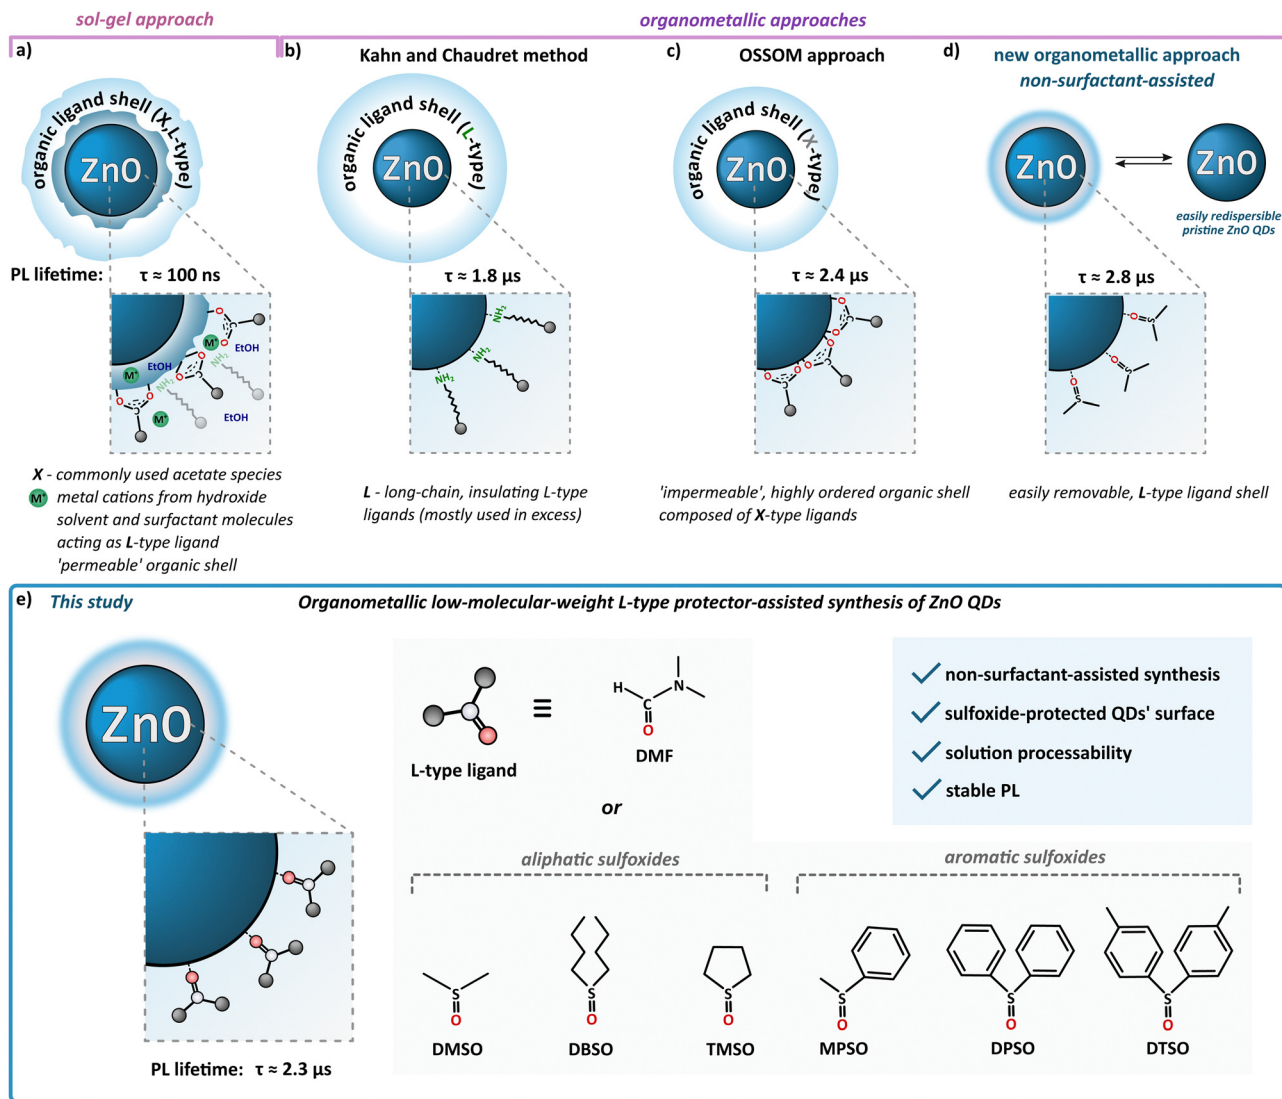 sol-gel approach
organometallic approaches
a)
organic ligand shell (X,L-type)
ZnO
b)
Kahn and Chaudret method
organic ligand shell (L-type)
ZnO
c)
OSSOM approach
organic ligand shell (X-type)
ZnO
d)
new organometallic approach
non-surfactant-assisted
ZnO
ZnO
easily redispersible
pristine ZnO QDs
PL lifetime:
τ ≈ 100 ns
τ ≈ 1.8 µs
τ ≈ 2.4 µs
τ ≈ 2.8 µs
O
C
O
M⁺
EtOH
O
C
O
EtOH
M⁺
NH₂
NH₂
O
C
O
M⁺
EtOH
NH₂
NH₂
NH₂
O
C
O
O
C
O
O
C
O
O
S
O
S
O
S
X - commonly used acetate species
M⁺ metal cations from hydroxide
solvent and surfactant molecules
acting as L-type ligand
'permeable' organic shell
L - long-chain, insulating L-type
ligands (mostly used in excess)
'impermeable', highly ordered organic shell
composed of X-type ligands
easily removable, L-type ligand shell
e)
This study
Organometallic low-molecular-weight L-type protector-assisted synthesis of ZnO QDs
ZnO
PL lifetime: τ ≈ 2.3 µs
L-type ligand
≡
H
C
N
O
DMF
or
non-surfactant-assisted synthesis
sulfoxide-protected QDs' surface
solution processability
stable PL
aliphatic sulfoxides
aromatic sulfoxides
S
O
DMSO
S
O
DBSO
S
O
TMSO
S
O
MPSO
S
O
DPSO
S
O
DTSO